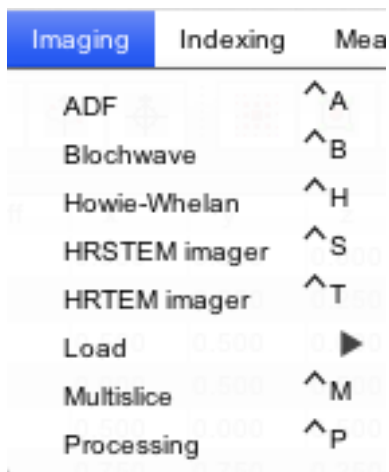 Imaging Indexing Mea
ADF ^A
Blochwave ^B
Howie-Whelan ^H
HRSTEM imager ^S
HRTEM imager ^T
Load ▶
Multislice ^M
Processing ^P